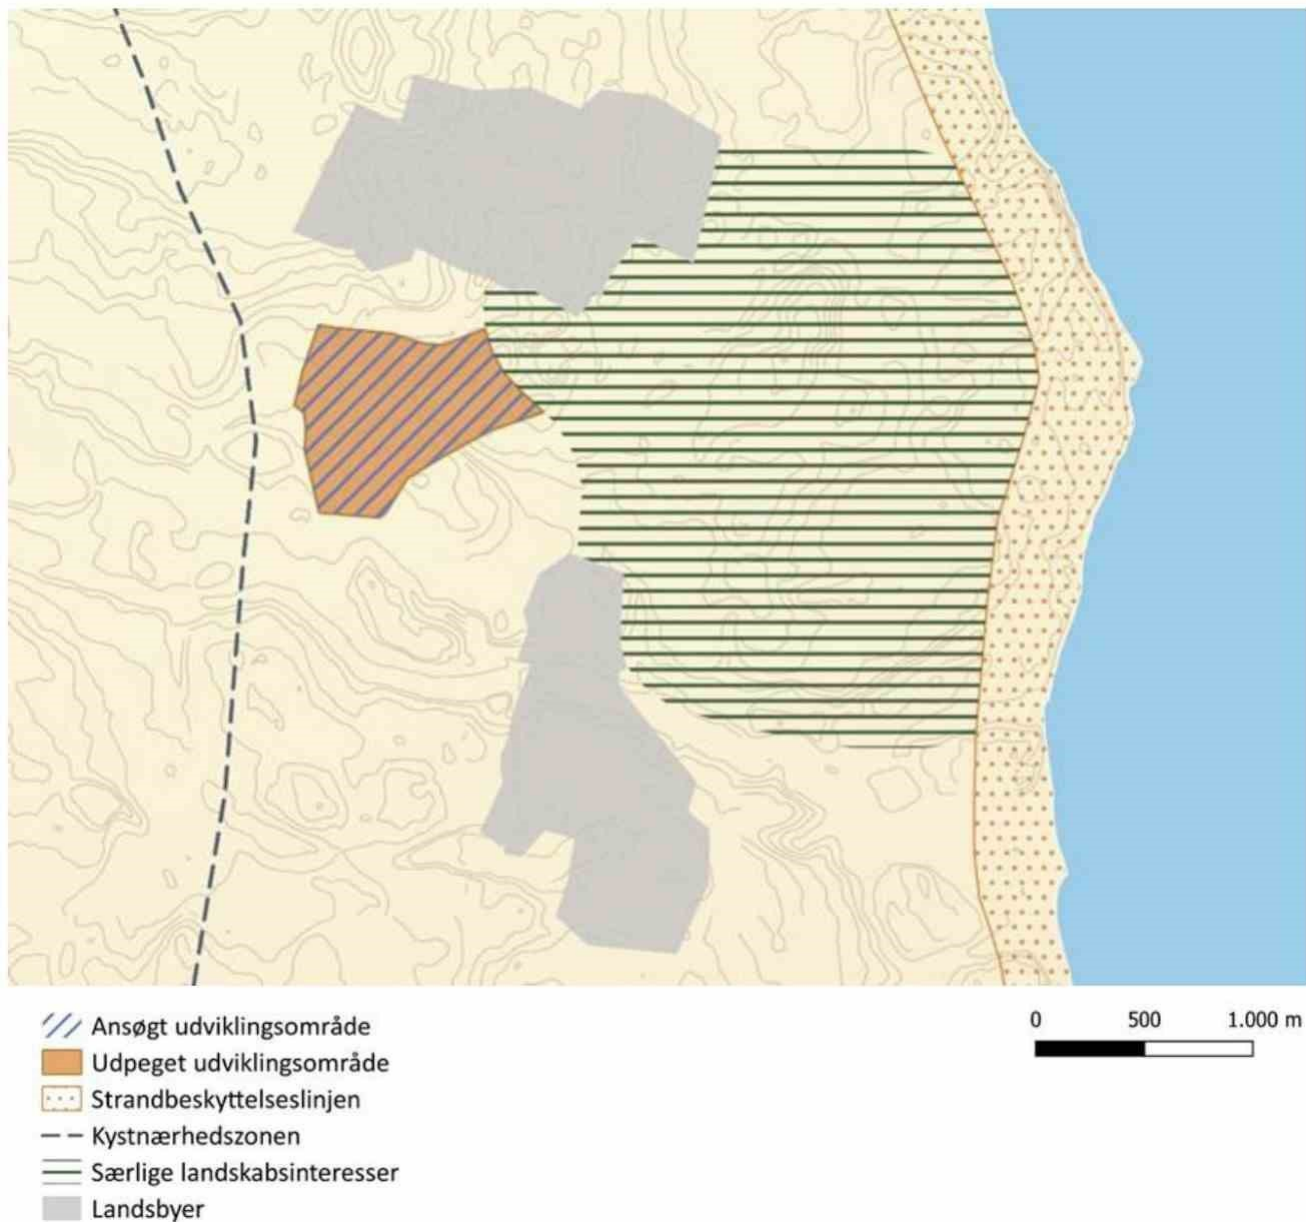 Ansøgt udviklingsområde
Udpeget udviklingsområde
Strandbeskyttelseslinjen
Kystnærhedszonen
Særlige landskabsinteresser
Landsbyer
0 500 1.000 m